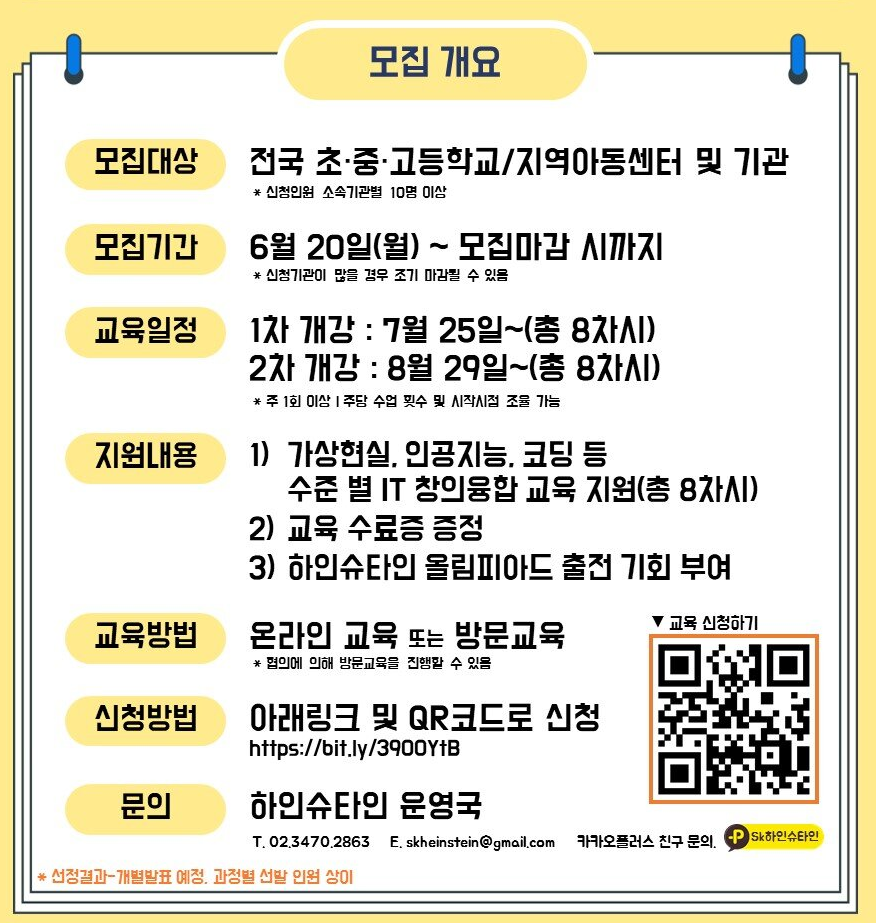 모집 개요
모집대상
전국 초·중·고등학교/지역아동센터 및 기관
* 신청인원 소속기관별 10명 이상
모집기간
6월 20일(월) ~ 모집마감 시까지
* 신청기관이 많을 경우 조기 마감될 수 있음
교육일정
1차 개강 : 7월 25일~(총 8차시)
2차 개강 : 8월 29일~(총 8차시)
* 주 1회 이상 I 주당 수업 횟수 및 시작시점 조율 가능
지원내용
1) 가상현실, 인공지능, 코딩 등
수준 별 IT 창의융합 교육 지원(총 8차시)
2) 교육 수료증 증정
3) 하인슈타인 올림피아드 출전 기회 부여
교육방법
온라인 교육 또는 방문교육
* 협의에 의해 방문교육을 진행할 수 있음
▼ 교육 신청하기
신청방법
아래링크 및 QR코드로 신청
https://bit.ly/39OOYtB
문의
하인슈타인 운영국
T. 02.3470.2863 E. skheinstein@gmail.com 카카오플러스 친구 문의.
P Sk하인슈타인
* 선정결과-개별발표 예정. 과정별 선발 인원 상이